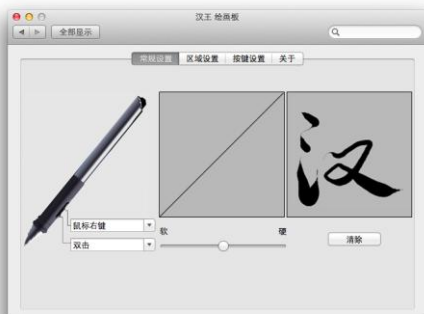 汉王 绘画板
全部显示
常规设置 区域设置 按键设置 关于
汉
鼠标右键
双击
软 硬
清除